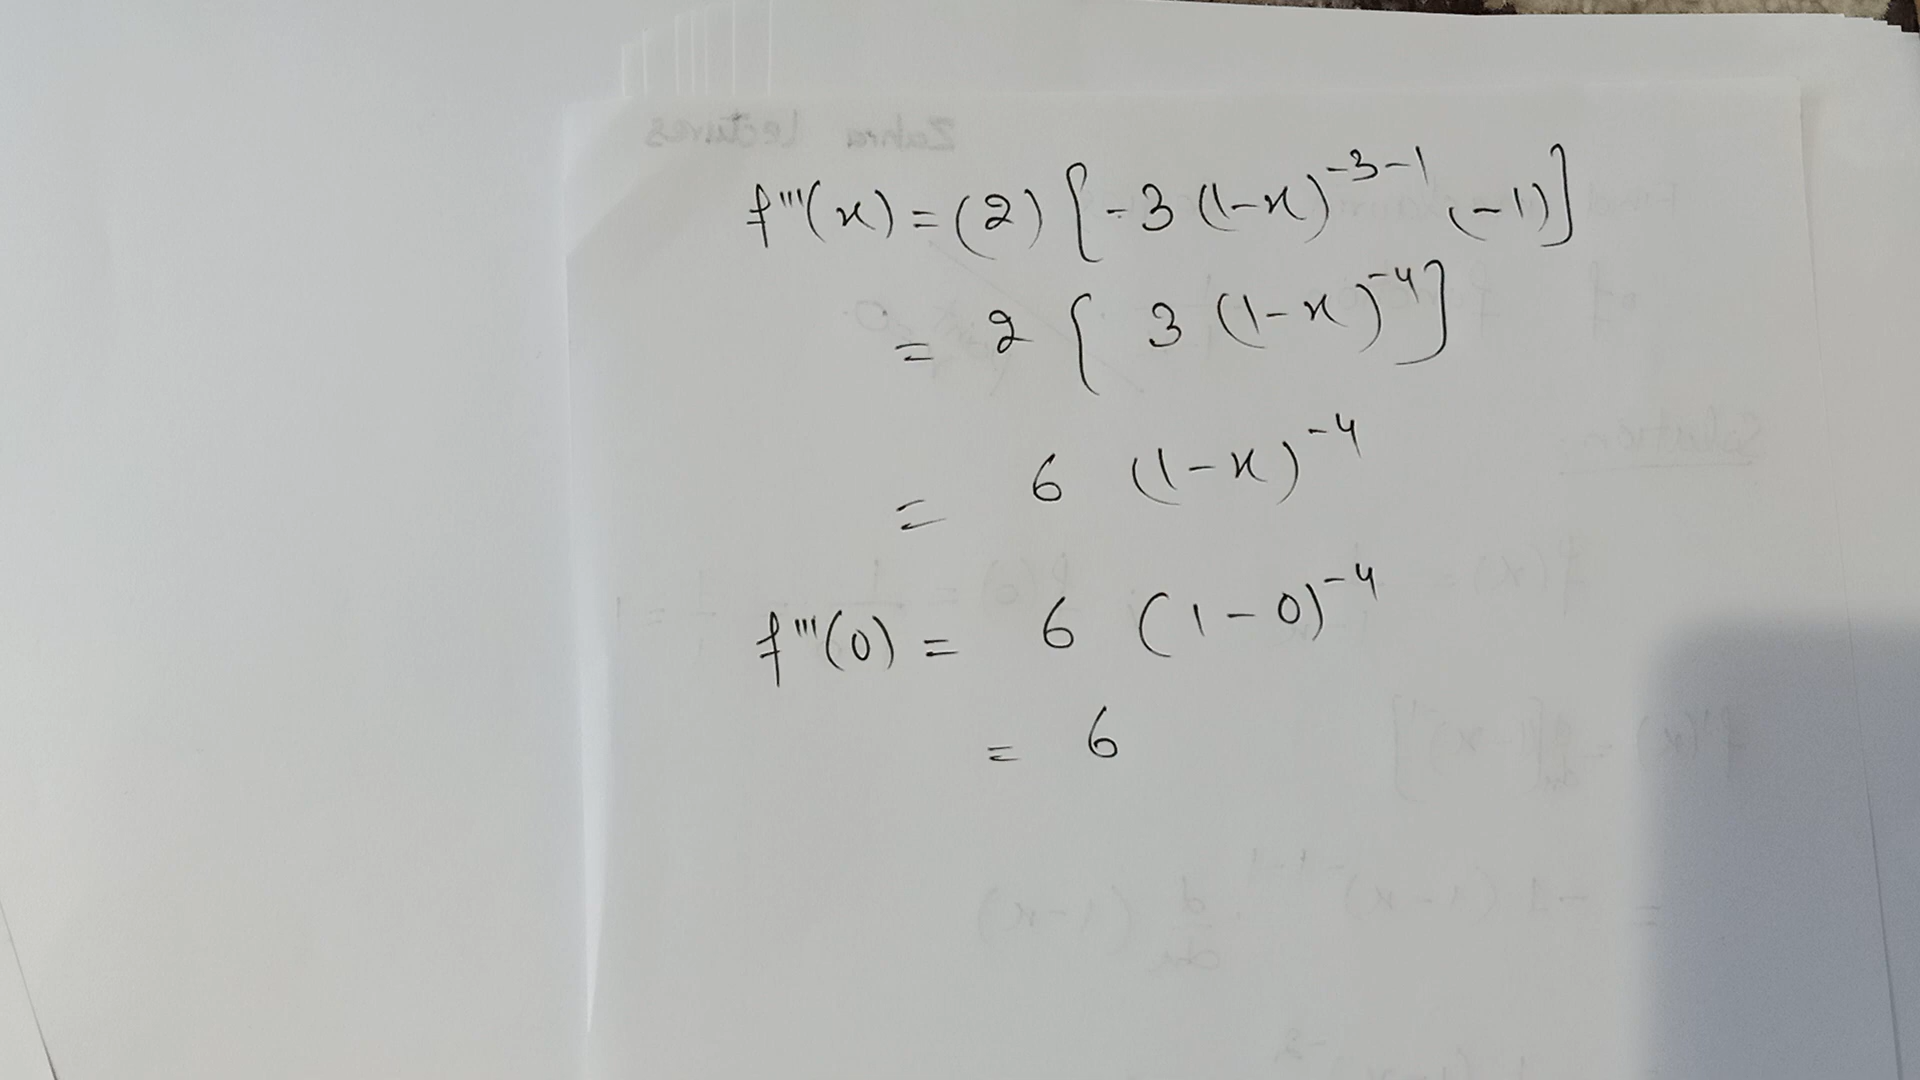 f'''(x) = (2) [-3 (1-x)^{-3-1} (-1)]
= 2 [3 (1-x)^{-4}]
= 6 (1-x)^{-4}
f'''(0) = 6 (1-0)^{-4}
= 6